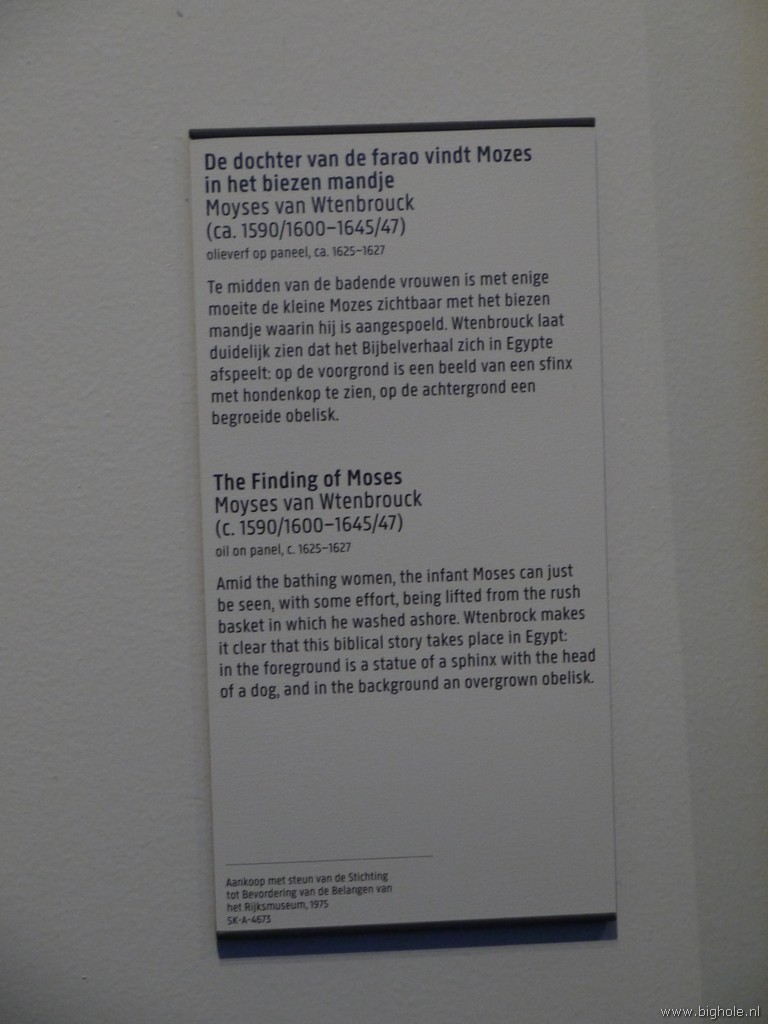 De dochter van de farao vindt Mozes
in het biezen mandje
Moyses van Wtenbrouck
(ca. 1590/1600–1645/47)
olieverf op paneel, ca. 1625–1627
Te midden van de badende vrouwen is met enige
moeite de kleine Mozes zichtbaar met het biezen
mandje waarin hij is aangespoeld. Wtenbrouck laat
duidelijk zien dat het Bijbelverhaal zich in Egypte
afspeelt: op de voorgrond is een beeld van een sfinx
met hondenkop te zien, op de achtergrond een
begroeide obelisk.
The Finding of Moses
Moyses van Wtenbrouck
(c. 1590/1600–1645/47)
oil on panel, c. 1625–1627
Amid the bathing women, the infant Moses can just
be seen, with some effort, being lifted from the rush
basket in which he washed ashore. Wtenbrock makes
it clear that this biblical story takes place in Egypt:
in the foreground is a statue of a sphinx with the head
of a dog, and in the background an overgrown obelisk.
Aankoop met steun van de Stichting
tot Bevordering van de Belangen van
het Rijksmuseum, 1975
SK-A-4673
www.bighole.nl